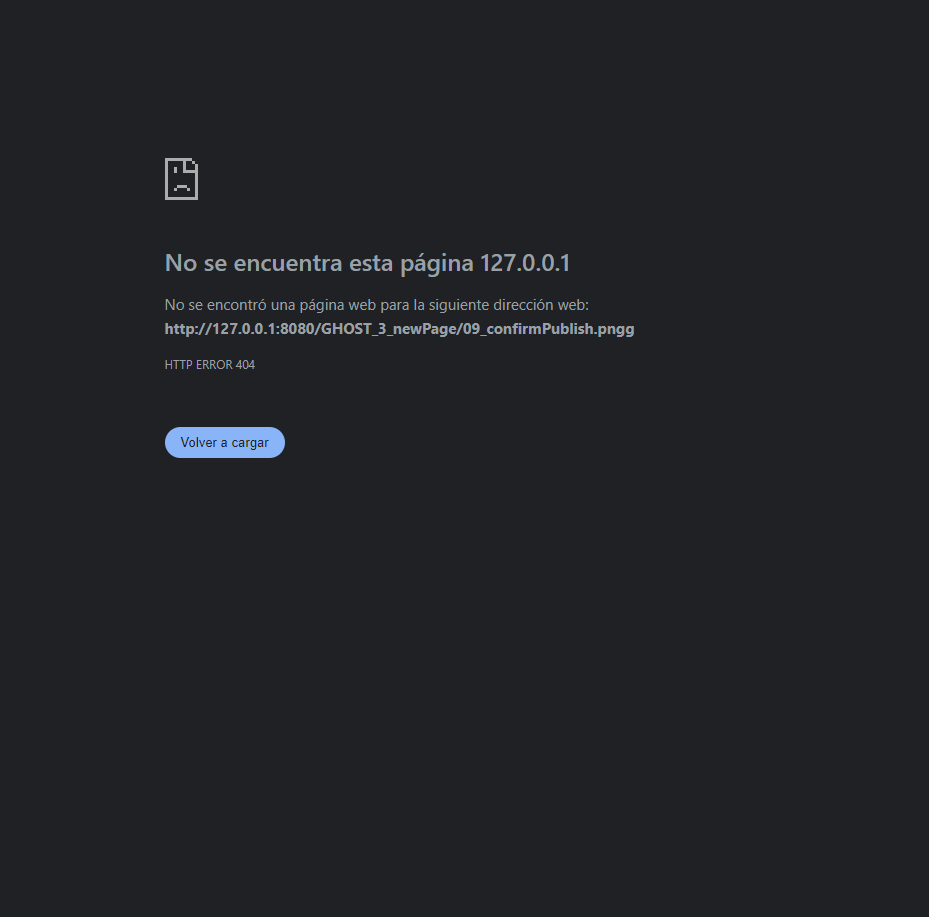 No se encuentra esta página 127.0.0.1
No se encontró una página web para la siguiente dirección web:
http://127.0.0.1:8080/GHOST_3_newPage/09_confirmPublish.pngg
HTTP ERROR 404
Volver a cargar